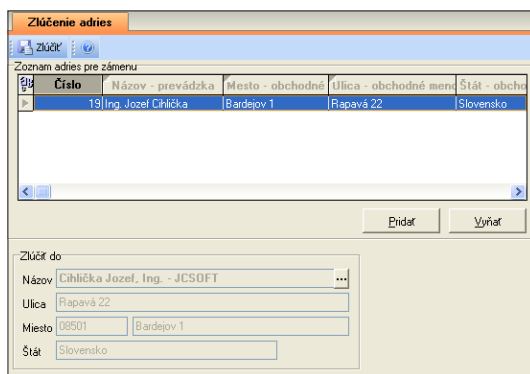 Zlúčenie adries
Zlúčiť
Zoznam adries pre zámenu
Číslo Názov - prevádzka Mesto - obchodné Ulica - obchodné meno Štát - obcho
19 Ing. Jozef Cihlička Bardejov 1 Rapavá 22 Slovensko
Pridať Vyňať
Zlúčiť do
Názov Cihlička Jozef, Ing. - JCSOFT ...
Ulica Rapavá 22
Miesto 08501 Bardejov 1
Štát Slovensko